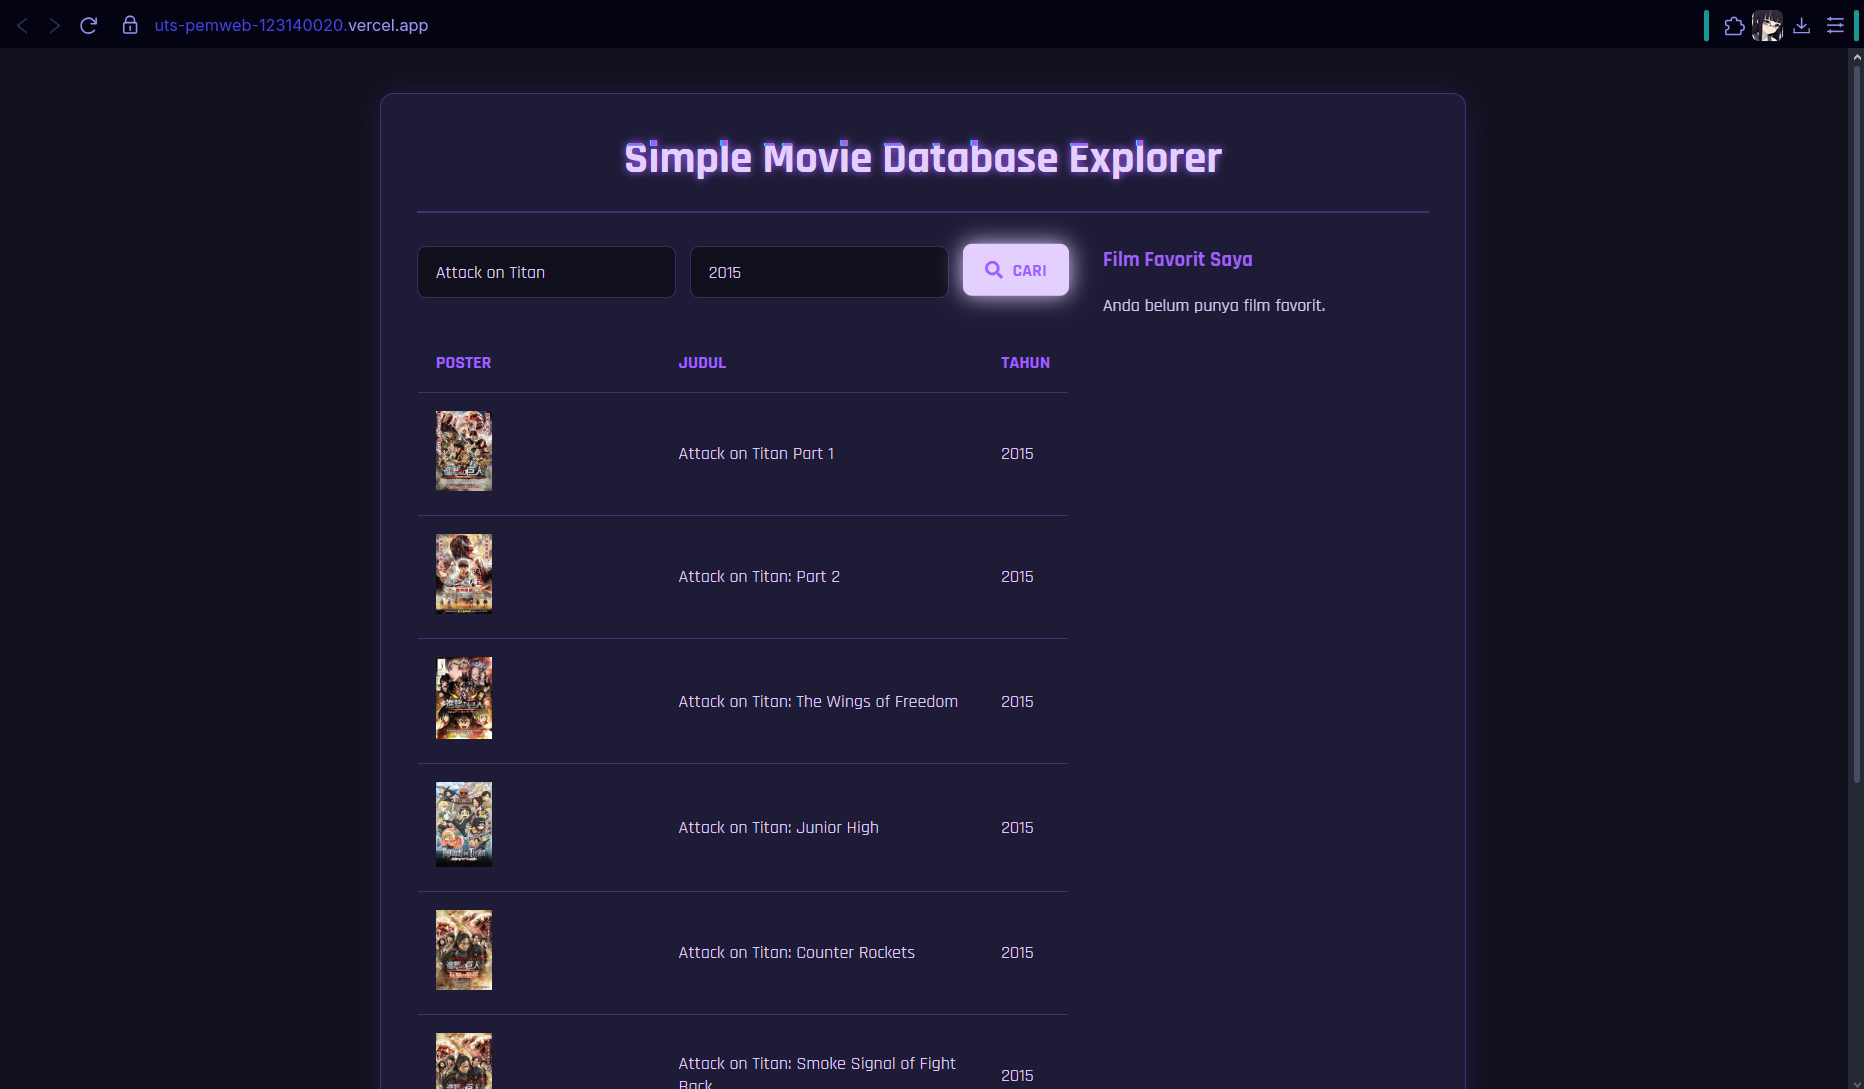 uts-pemweb-123140020.vercel.app
Simple Movie Database Explorer
Attack on Titan
2015
CARI
Film Favorit Saya
Anda belum punya film favorit.
POSTER JUDUL TAHUN
Attack on Titan Part 1 2015
Attack on Titan: Part 2 2015
Attack on Titan: The Wings of Freedom 2015
Attack on Titan: Junior High 2015
Attack on Titan: Counter Rockets 2015
Attack on Titan: Smoke Signal of Fight
Back
2015